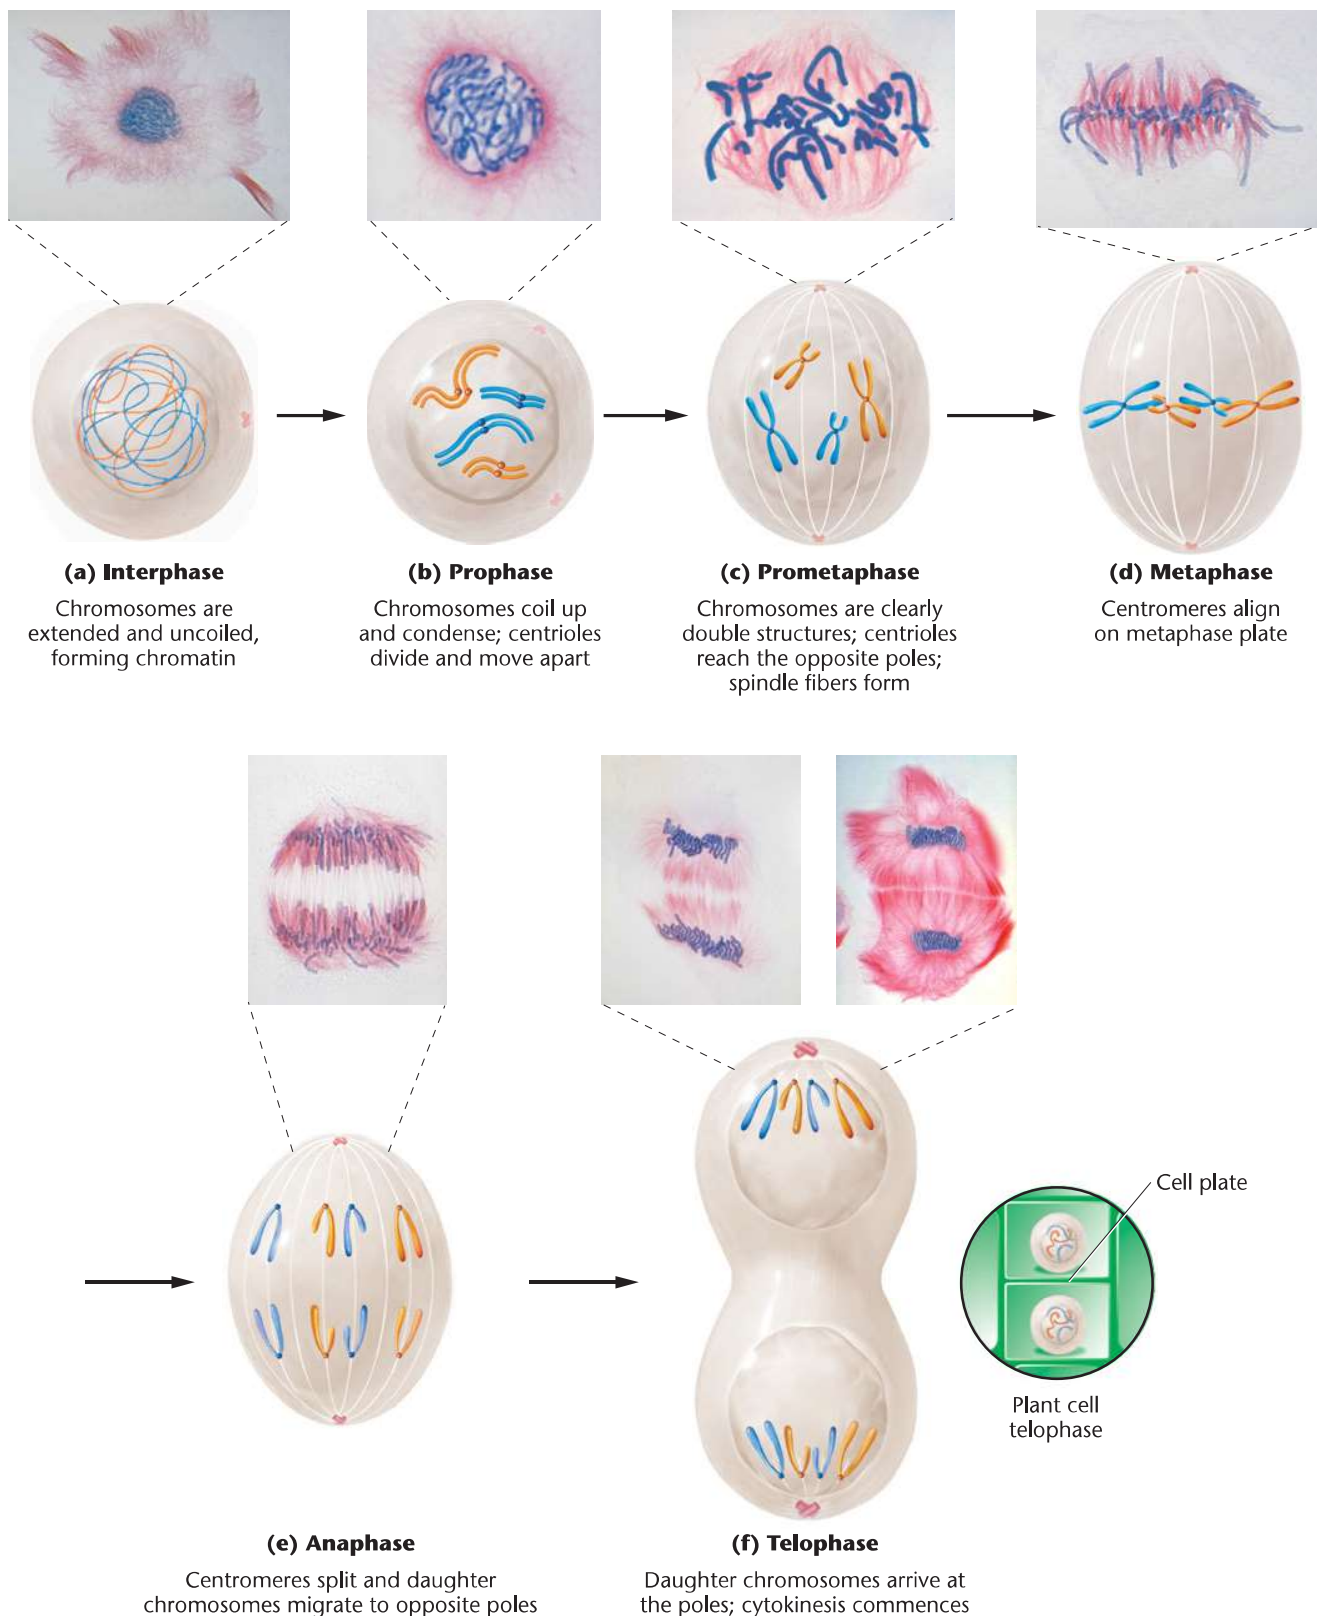 (a) Interphase
Chromosomes are
extended and uncoiled,
forming chromatin
(b) Prophase
Chromosomes coil up
and condense; centrioles
divide and move apart
(c) Prometaphase
Chromosomes are clearly
double structures; centrioles
reach the opposite poles;
spindle fibers form
(d) Metaphase
Centromeres align
on metaphase plate
Cell plate
Plant cell
telophase
(e) Anaphase
Centromeres split and daughter
chromosomes migrate to opposite poles
(f) Telophase
Daughter chromosomes arrive at
the poles; cytokinesis commences